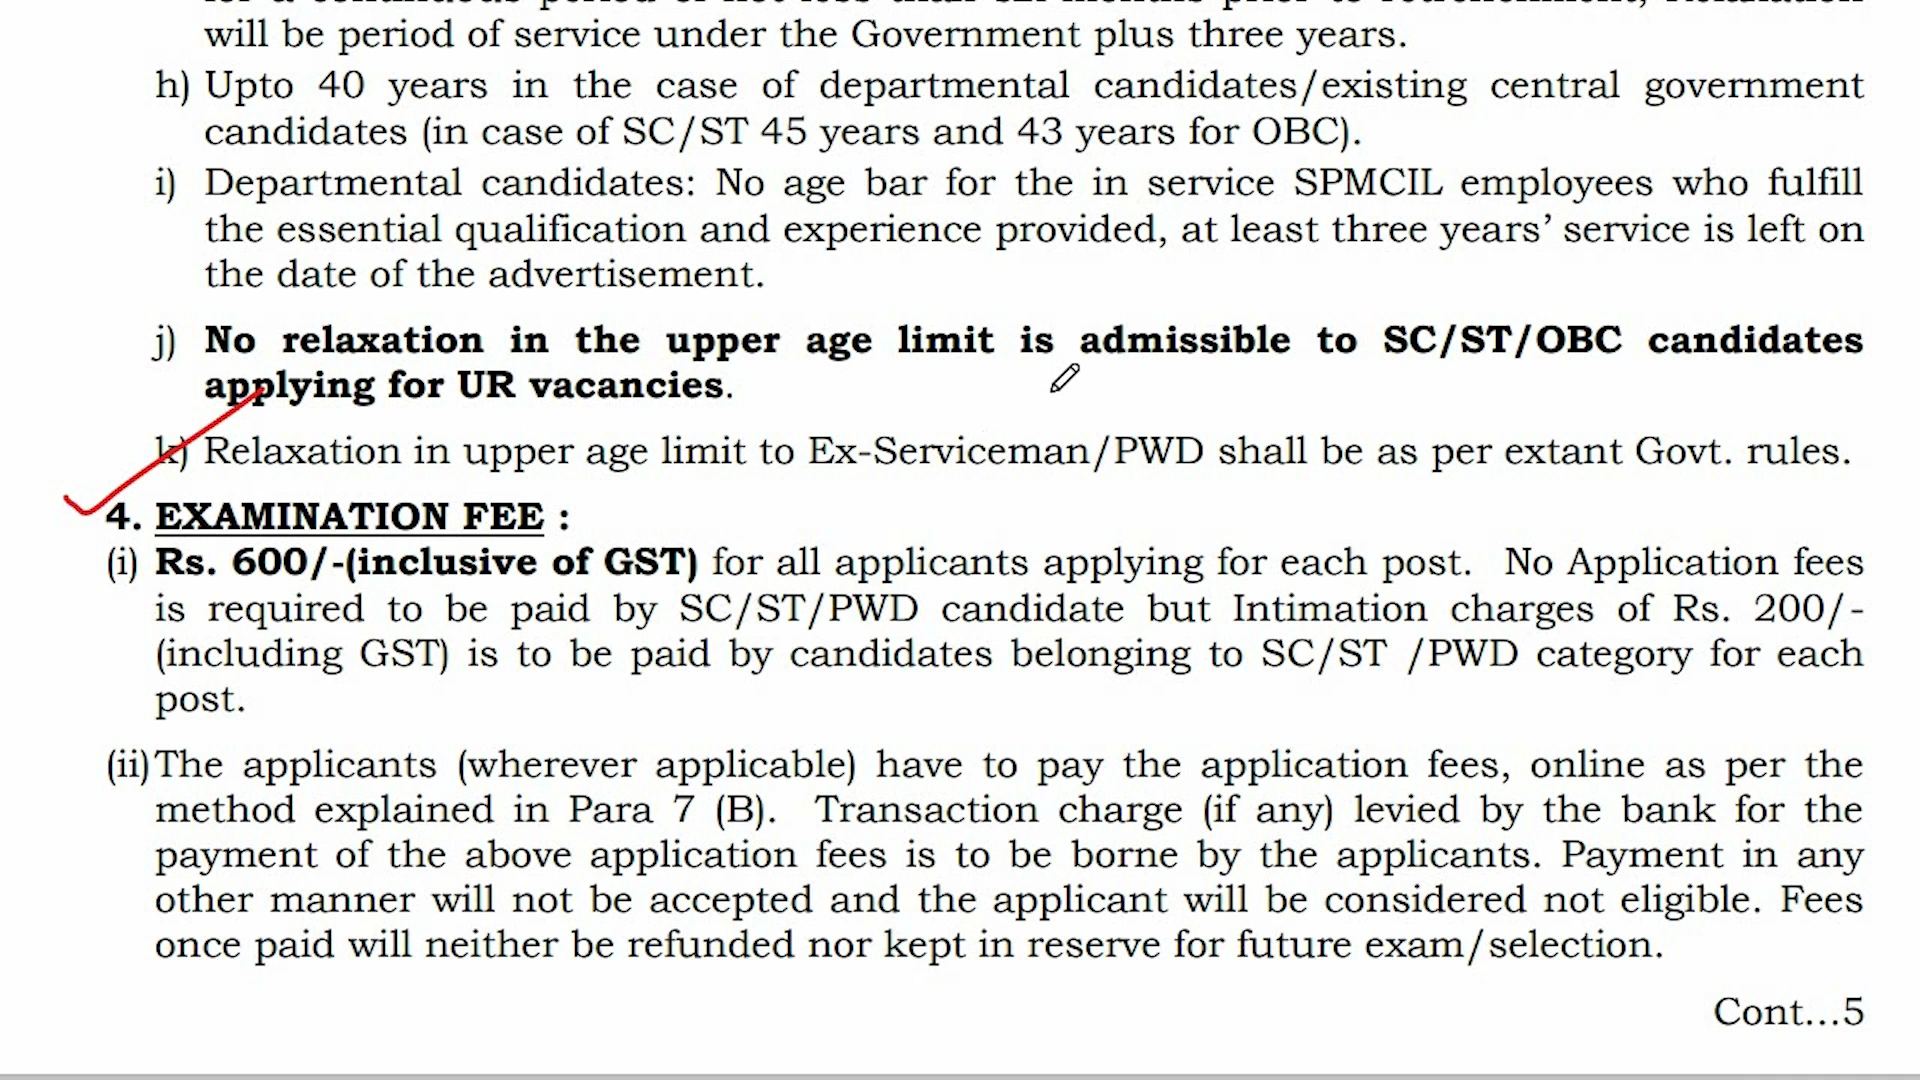 will be period of service under the Government plus three years.
h) Upto 40 years in the case of departmental candidates/existing central government
candidates (in case of SC/ST 45 years and 43 years for OBC).
i) Departmental candidates: No age bar for the in service SPMCIL employees who fulfill
the essential qualification and experience provided, at least three years’ service is left on
the date of the advertisement.
j) No relaxation in the upper age limit is admissible to SC/ST/OBC candidates
applying for UR vacancies.
k) Relaxation in upper age limit to Ex-Serviceman/PWD shall be as per extant Govt. rules.
4. EXAMINATION FEE :
(i) Rs. 600/-(inclusive of GST) for all applicants applying for each post. No Application fees
is required to be paid by SC/ST/PWD candidate but Intimation charges of Rs. 200/-
(including GST) is to be paid by candidates belonging to SC/ST /PWD category for each
post.
(ii)The applicants (wherever applicable) have to pay the application fees, online as per the
method explained in Para 7 (B). Transaction charge (if any) levied by the bank for the
payment of the above application fees is to be borne by the applicants. Payment in any
other manner will not be accepted and the applicant will be considered not eligible. Fees
once paid will neither be refunded nor kept in reserve for future exam/selection.
Cont...5